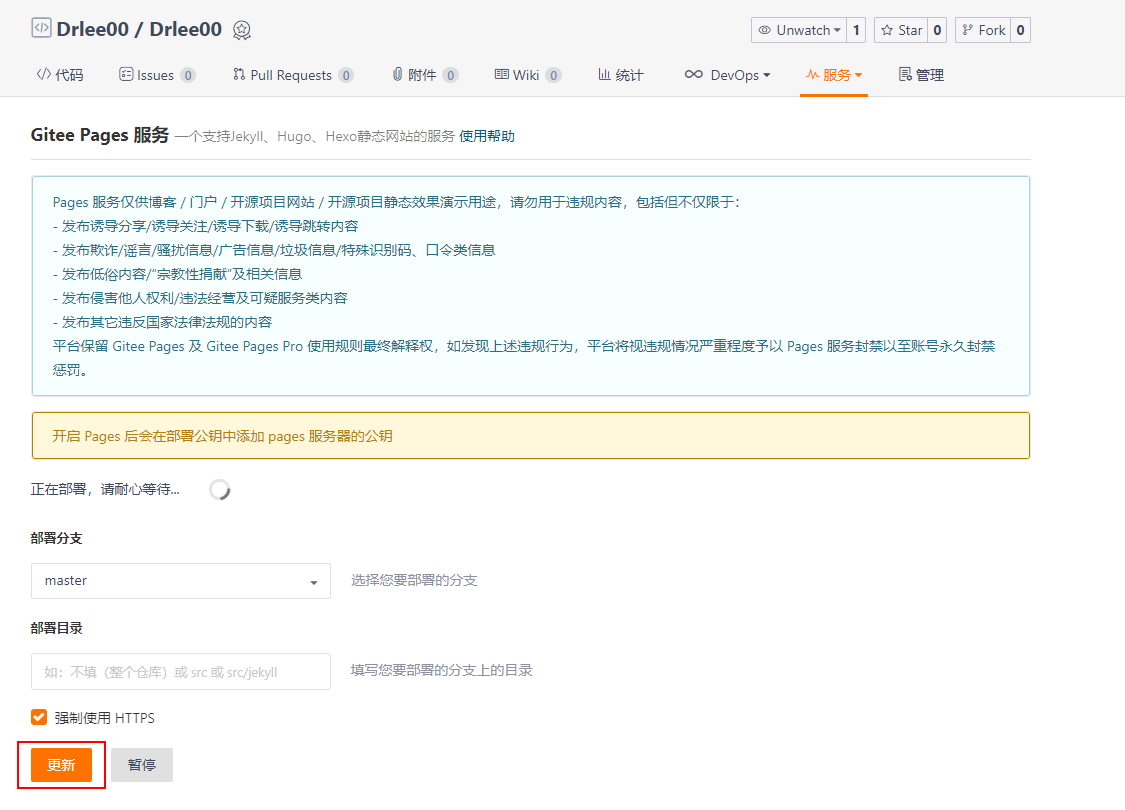 Drlee00 / Drlee00
Unwatch 1 Star 0 Fork 0
代码 Issues 0 Pull Requests 0 附件 0 Wiki 0 统计 DevOps 服务 管理
Gitee Pages 服务 一个支持Jekyll、Hugo、Hexo静态网站的服务 使用帮助
Pages 服务仅供博客 / 门户 / 开源项目网站 / 开源项目静态效果演示用途，请勿用于违规内容，包括但不仅限于：
- 发布诱导分享/诱导关注/诱导下载/诱导跳转内容
- 发布欺诈/谣言/骚扰信息/广告信息/垃圾信息/特殊识别码、口令类信息
- 发布低俗内容/“宗教性捐献”及相关信息
- 发布侵害他人权利/违法经营及可疑服务类内容
- 发布其它违反国家法律法规的内容
平台保留 Gitee Pages 及 Gitee Pages Pro 使用规则最终解释权，如发现上述违规行为，平台将视违规情况严重程度予以 Pages 服务封禁以至账号永久封禁
惩罚。
开启 Pages 后会在部署公钥中添加 pages 服务器的公钥
正在部署，请耐心等待...
部署分支
master 选择您要部署的分支
部署目录
如：不填（整个仓库）或 src 或 src/jekyll 填写您要部署的分支上的目录
强制使用 HTTPS
更新 暂停